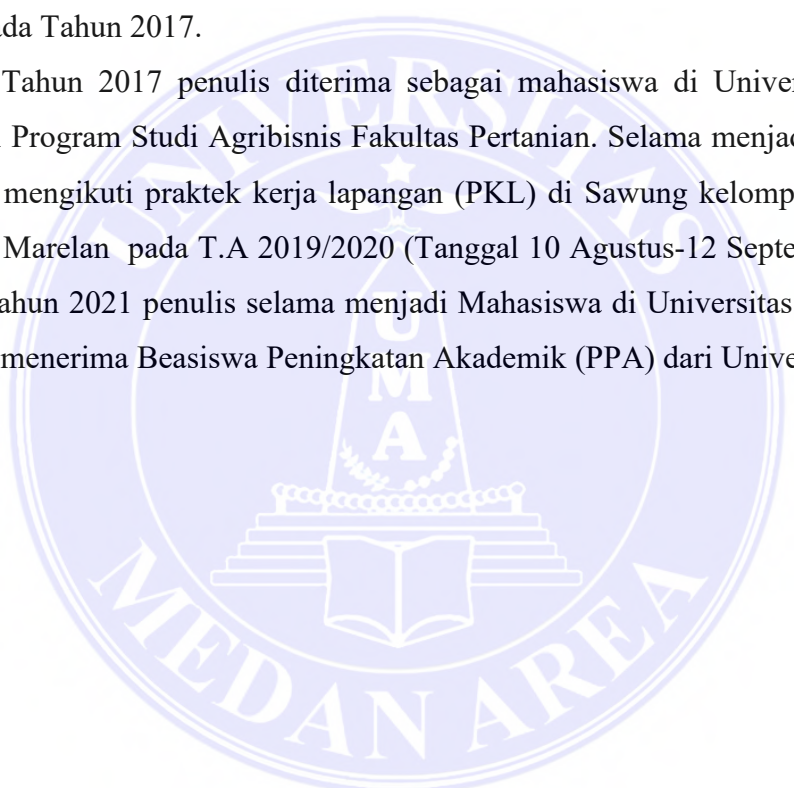 ada Tahun 2017.
Tahun 2017 penulis diterima sebagai mahasiswa di Univer
Program Studi Agribisnis Fakultas Pertanian. Selama menjad
mengikuti praktek kerja lapangan (PKL) di Sawung kelomp
Marelan pada T.A 2019/2020 (Tanggal 10 Agustus-12 Septe
ahun 2021 penulis selama menjadi Mahasiswa di Universitas
menerima Beasiswa Peningkatan Akademik (PPA) dari Unive
UNIVERSITAS
U
M
A
MEDAN AREA